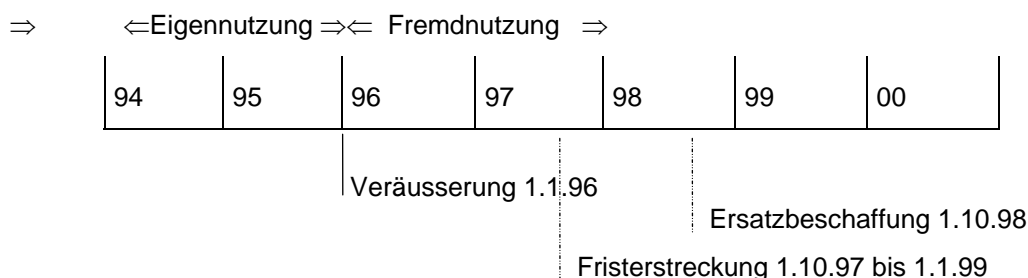 ⇒ ⇐Eigennutzung ⇒⇐ Fremdnutzung ⇒
94 95 96 97 98 99 00
Veräusserung 1.1.96
Ersatzbeschaffung 1.10.98
Fristerstreckung 1.10.97 bis 1.1.99